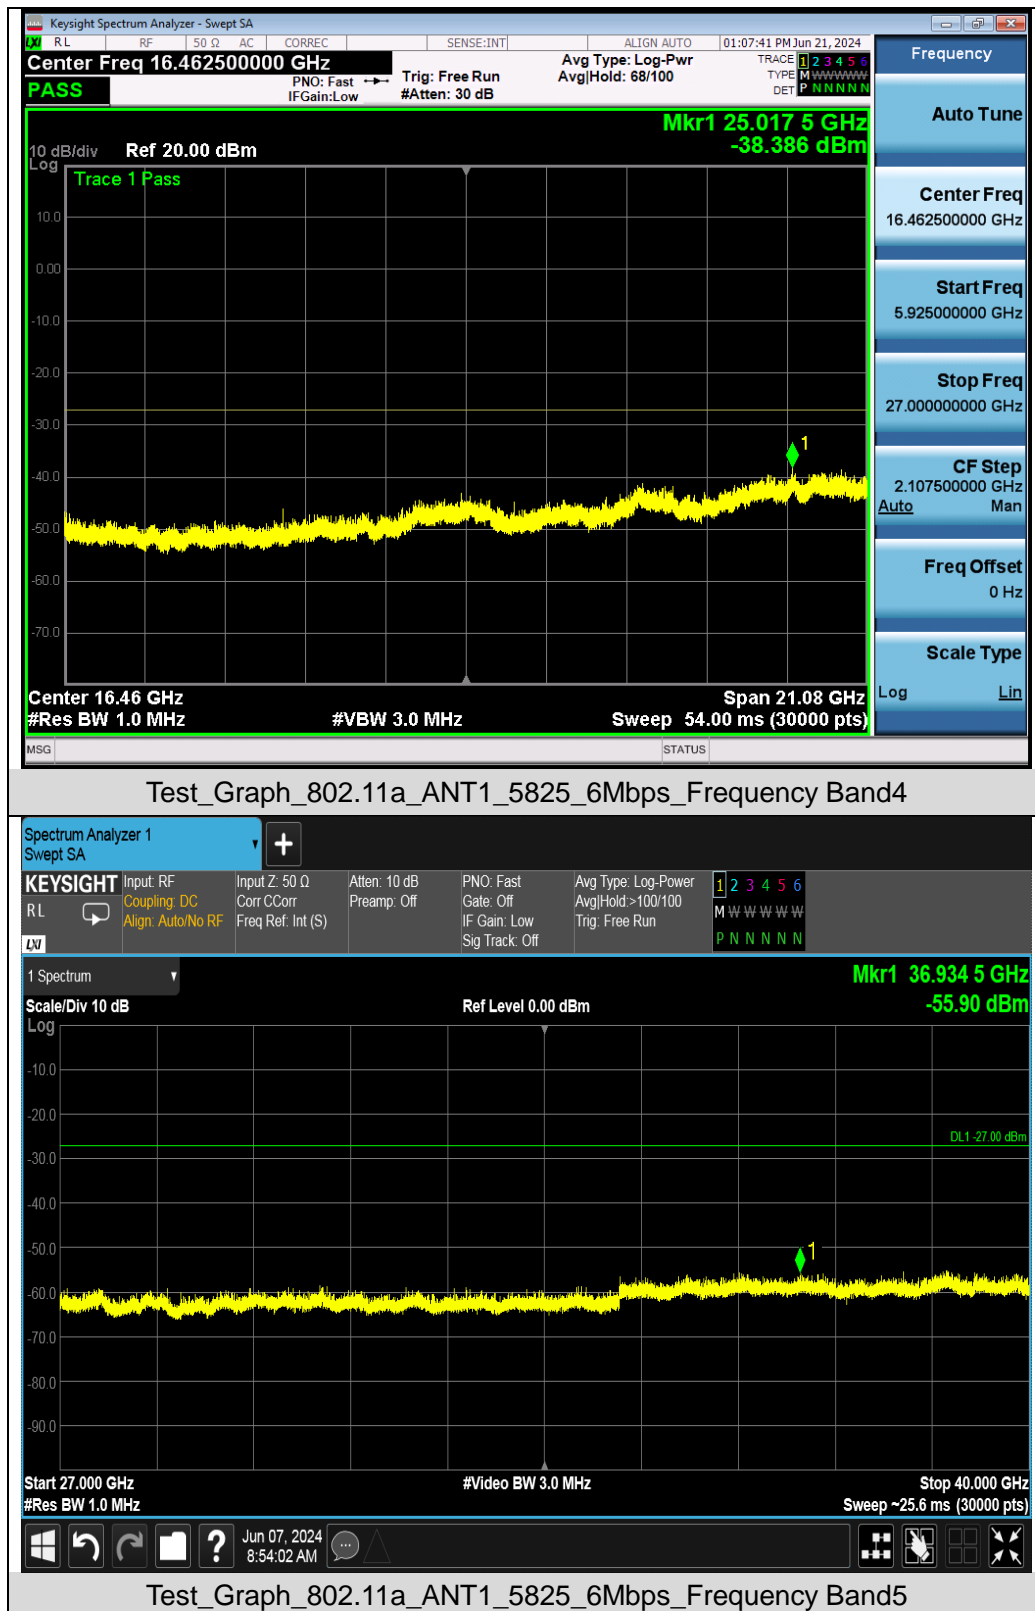 Keysight Spectrum Analyzer - Swept SA
LXI RL RF 50 Ω AC CORREC SENSE:INT ALIGN AUTO 01:07:41 PM Jun 21, 2024
Center Freq 16.462500000 GHz
PASS
PNO: Fast
IFGain:Low
Trig: Free Run
#Atten: 30 dB
Avg Type: Log-Pwr
Avg|Hold: 68/100
TRACE 1 2 3 4 5 6
TYPE M W W W W W
DET P N N N N N
Mkr1 25.017 5 GHz
-38.386 dBm
10 dB/div Ref 20.00 dBm
Log
Trace 1 Pass
10.0
0.00
-10.0
-20.0
-30.0
-40.0
-50.0
-60.0
-70.0
1
Center 16.46 GHz Span 21.08 GHz
#Res BW 1.0 MHz #VBW 3.0 MHz Sweep 54.00 ms (30000 pts)
MSG STATUS
Frequency
Auto Tune
Center Freq
16.462500000 GHz
Start Freq
5.925000000 GHz
Stop Freq
27.000000000 GHz
CF Step
2.107500000 GHz
Auto Man
Freq Offset
0 Hz
Scale Type
Log Lin
Test_Graph_802.11a_ANT1_5825_6Mbps_Frequency Band4
Spectrum Analyzer 1
Swept SA
+
KEYSIGHT
RL
LXI
Input: RF
Coupling: DC
Align: Auto/No RF
Input Z: 50 Ω
Corr CCorr
Freq Ref: Int (S)
Atten: 10 dB
Preamp: Off
PNO: Fast
Gate: Off
IF Gain: Low
Sig Track: Off
Avg Type: Log-Power
Avg|Hold:>100/100
Trig: Free Run
1 2 3 4 5 6
M W W W W W
P N N N N N
1 Spectrum
Mkr1 36.934 5 GHz
-55.90 dBm
Scale/Div 10 dB Ref Level 0.00 dBm
Log
-10.0
-20.0
DL1 -27.00 dBm
-30.0
-40.0
-50.0
-60.0
-70.0
-80.0
-90.0
1
Start 27.000 GHz #Video BW 3.0 MHz Stop 40.000 GHz
#Res BW 1.0 MHz Sweep ~25.6 ms (30000 pts)
?
Jun 07, 2024
8:54:02 AM
Test_Graph_802.11a_ANT1_5825_6Mbps_Frequency Band5